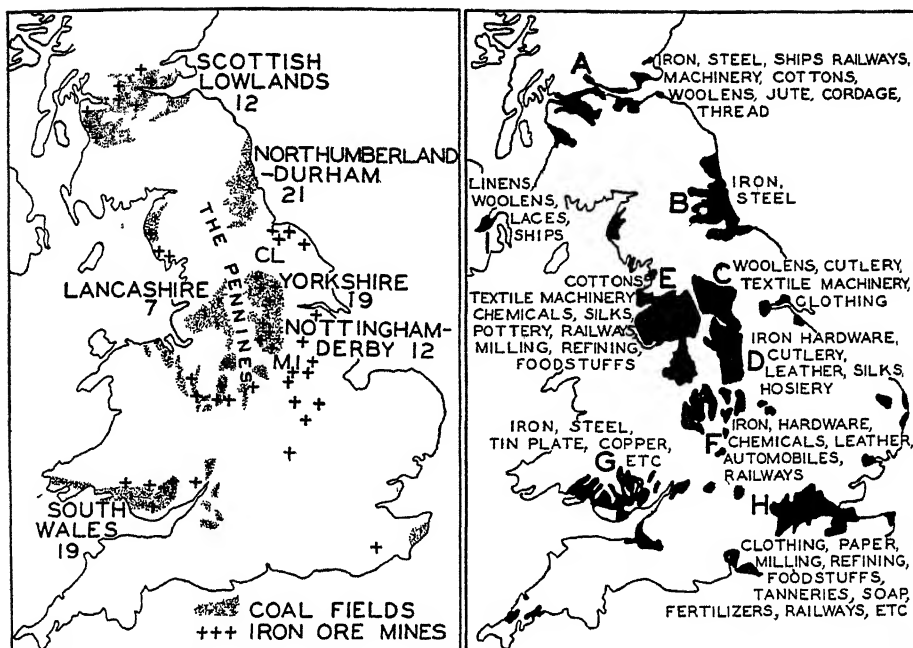 SCOTTISH
LOWLANDS
12
NORTHUMBERLAND
-DURHAM
21
THE PENNINES
CL
LANCASHIRE
7
YORKSHIRE
19
NOTTINGHAM-
DERBY 12
MI
SOUTH
WALES
19
COAL FIELDS
+++ IRON ORE MINES
A
IRON, STEEL, SHIPS RAILWAYS,
MACHINERY, COTTONS,
WOOLENS, JUTE, CORDAGE,
THREAD
LINENS,
WOOLENS,
LACES,
SHIPS
I
B
IRON,
STEEL
E
COTTONS
TEXTILE MACHINERY
CHEMICALS, SILKS,
POTTERY, RAILWAYS
MILLING, REFINING,
FOODSTUFFS
C
WOOLENS, CUTLERY,
TEXTILE MACHINERY,
CLOTHING
D
IRON HARDWARE,
CUTLERY,
LEATHER, SILKS,
HOSIERY
F
IRON, HARDWARE,
CHEMICALS, LEATHER,
AUTOMOBILES,
RAILWAYS
IRON, STEEL,
TIN PLATE, COPPER,
ETC
G
H
CLOTHING, PAPER,
MILLING, REFINING,
FOODSTUFFS,
TANNERIES, SOAP,
FERTILIZERS, RAILWAYS, ETC